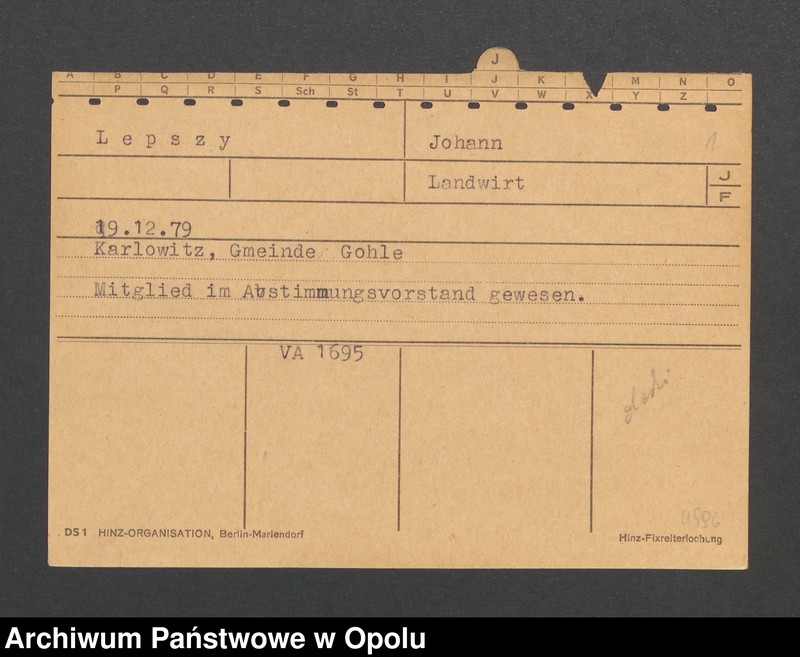 J
A B C D E F G H I J K M N O
P Q R S Sch St T U V W X Y Z
Lepszy Johann 1
Landwirt J
F
19.12.79
Karlowitz, Gmeinde Gohle
Mitglied im Abstimmungsvorstand gewesen.
VA 1695
DS1 HINZ-ORGANISATION, Berlin-Mariendorf
Hinz-Fixreiterlochung
Archiwum Państwowe w Opolu